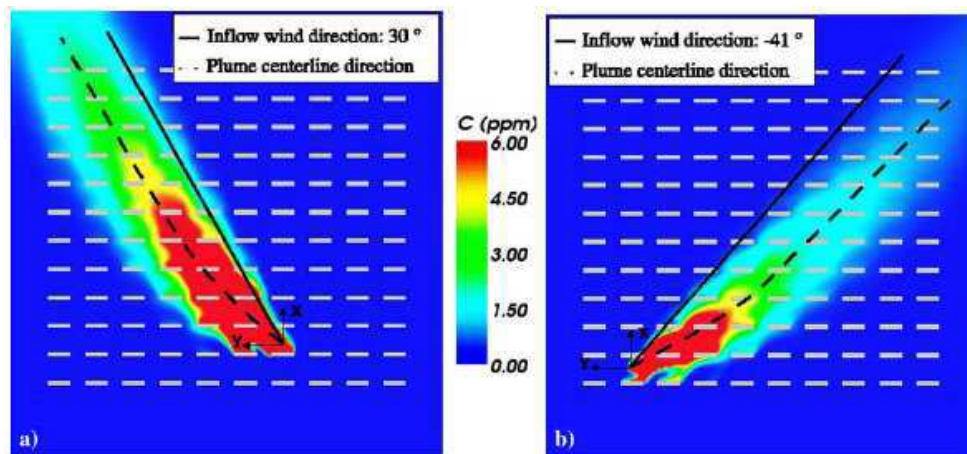 Inflow wind direction: 30 º
Plume centerline direction
Inflow wind direction: -41 º
Plume centerline direction
C (ppm)
6.00
4.50
3.00
1.50
0.00
X
Y
X
Y
a)
b)